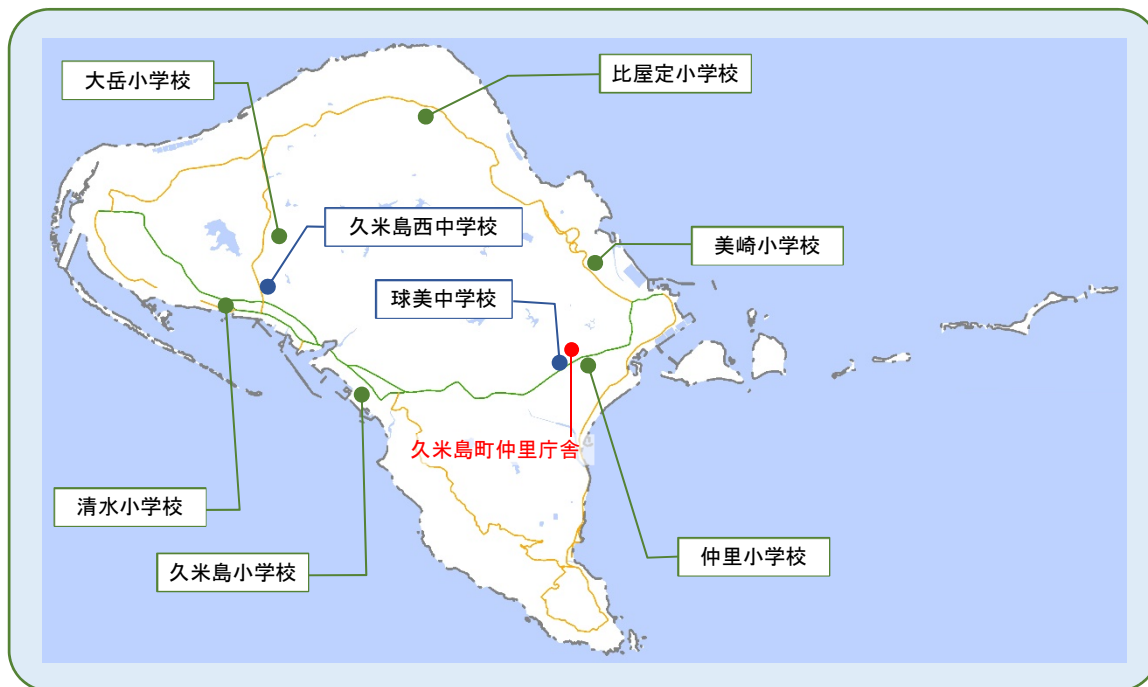 大岳小学校
比屋定小学校
久米島西中学校
美崎小学校
球美中学校
久米島町仲里庁舎
清水小学校
久米島小学校
仲里小学校